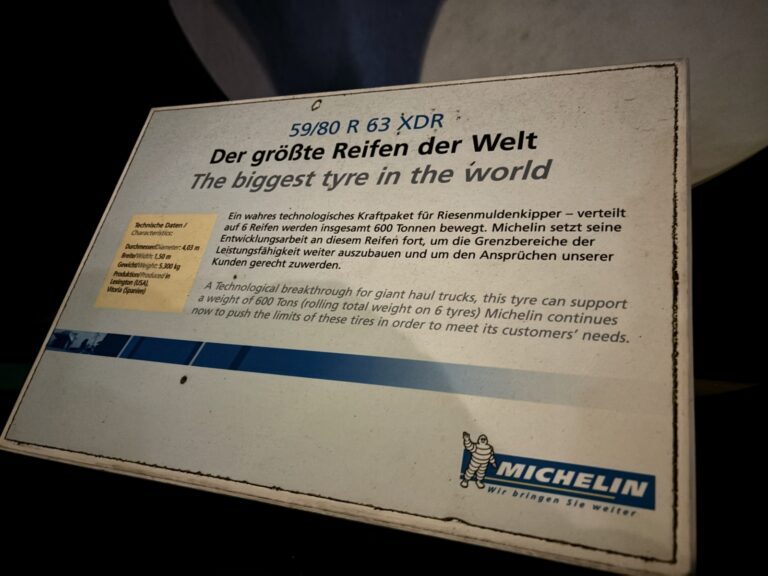 59/80 R 63 XDR
Der größte Reifen der Welt
The biggest tyre in the world
Technische Daten /
Characteristics:
Durchmesser/Diameter: 4,03 m
Breite/Width: 1,50 m
Gewicht/Weight: 5.300 kg
Produktion/Produced in
Lexington (USA),
Vitoria (Spanien)
Ein wahres technologisches Kraftpaket für Riesenmuldenkipper – verteilt
auf 6 Reifen werden insgesamt 600 Tonnen bewegt. Michelin setzt seine
Entwicklungsarbeit an diesem Reifen fort, um die Grenzbereiche der
Leistungsfähigkeit weiter auszubauen und um den Ansprüchen unserer
Kunden gerecht zuwerden.
A Technological breakthrough for giant haul trucks, this tyre can support
a weight of 600 Tons (rolling total weight on 6 tyres) Michelin continues
now to push the limits of these tires in order to meet its customers' needs.
MICHELIN
Wir bringen Sie weiter